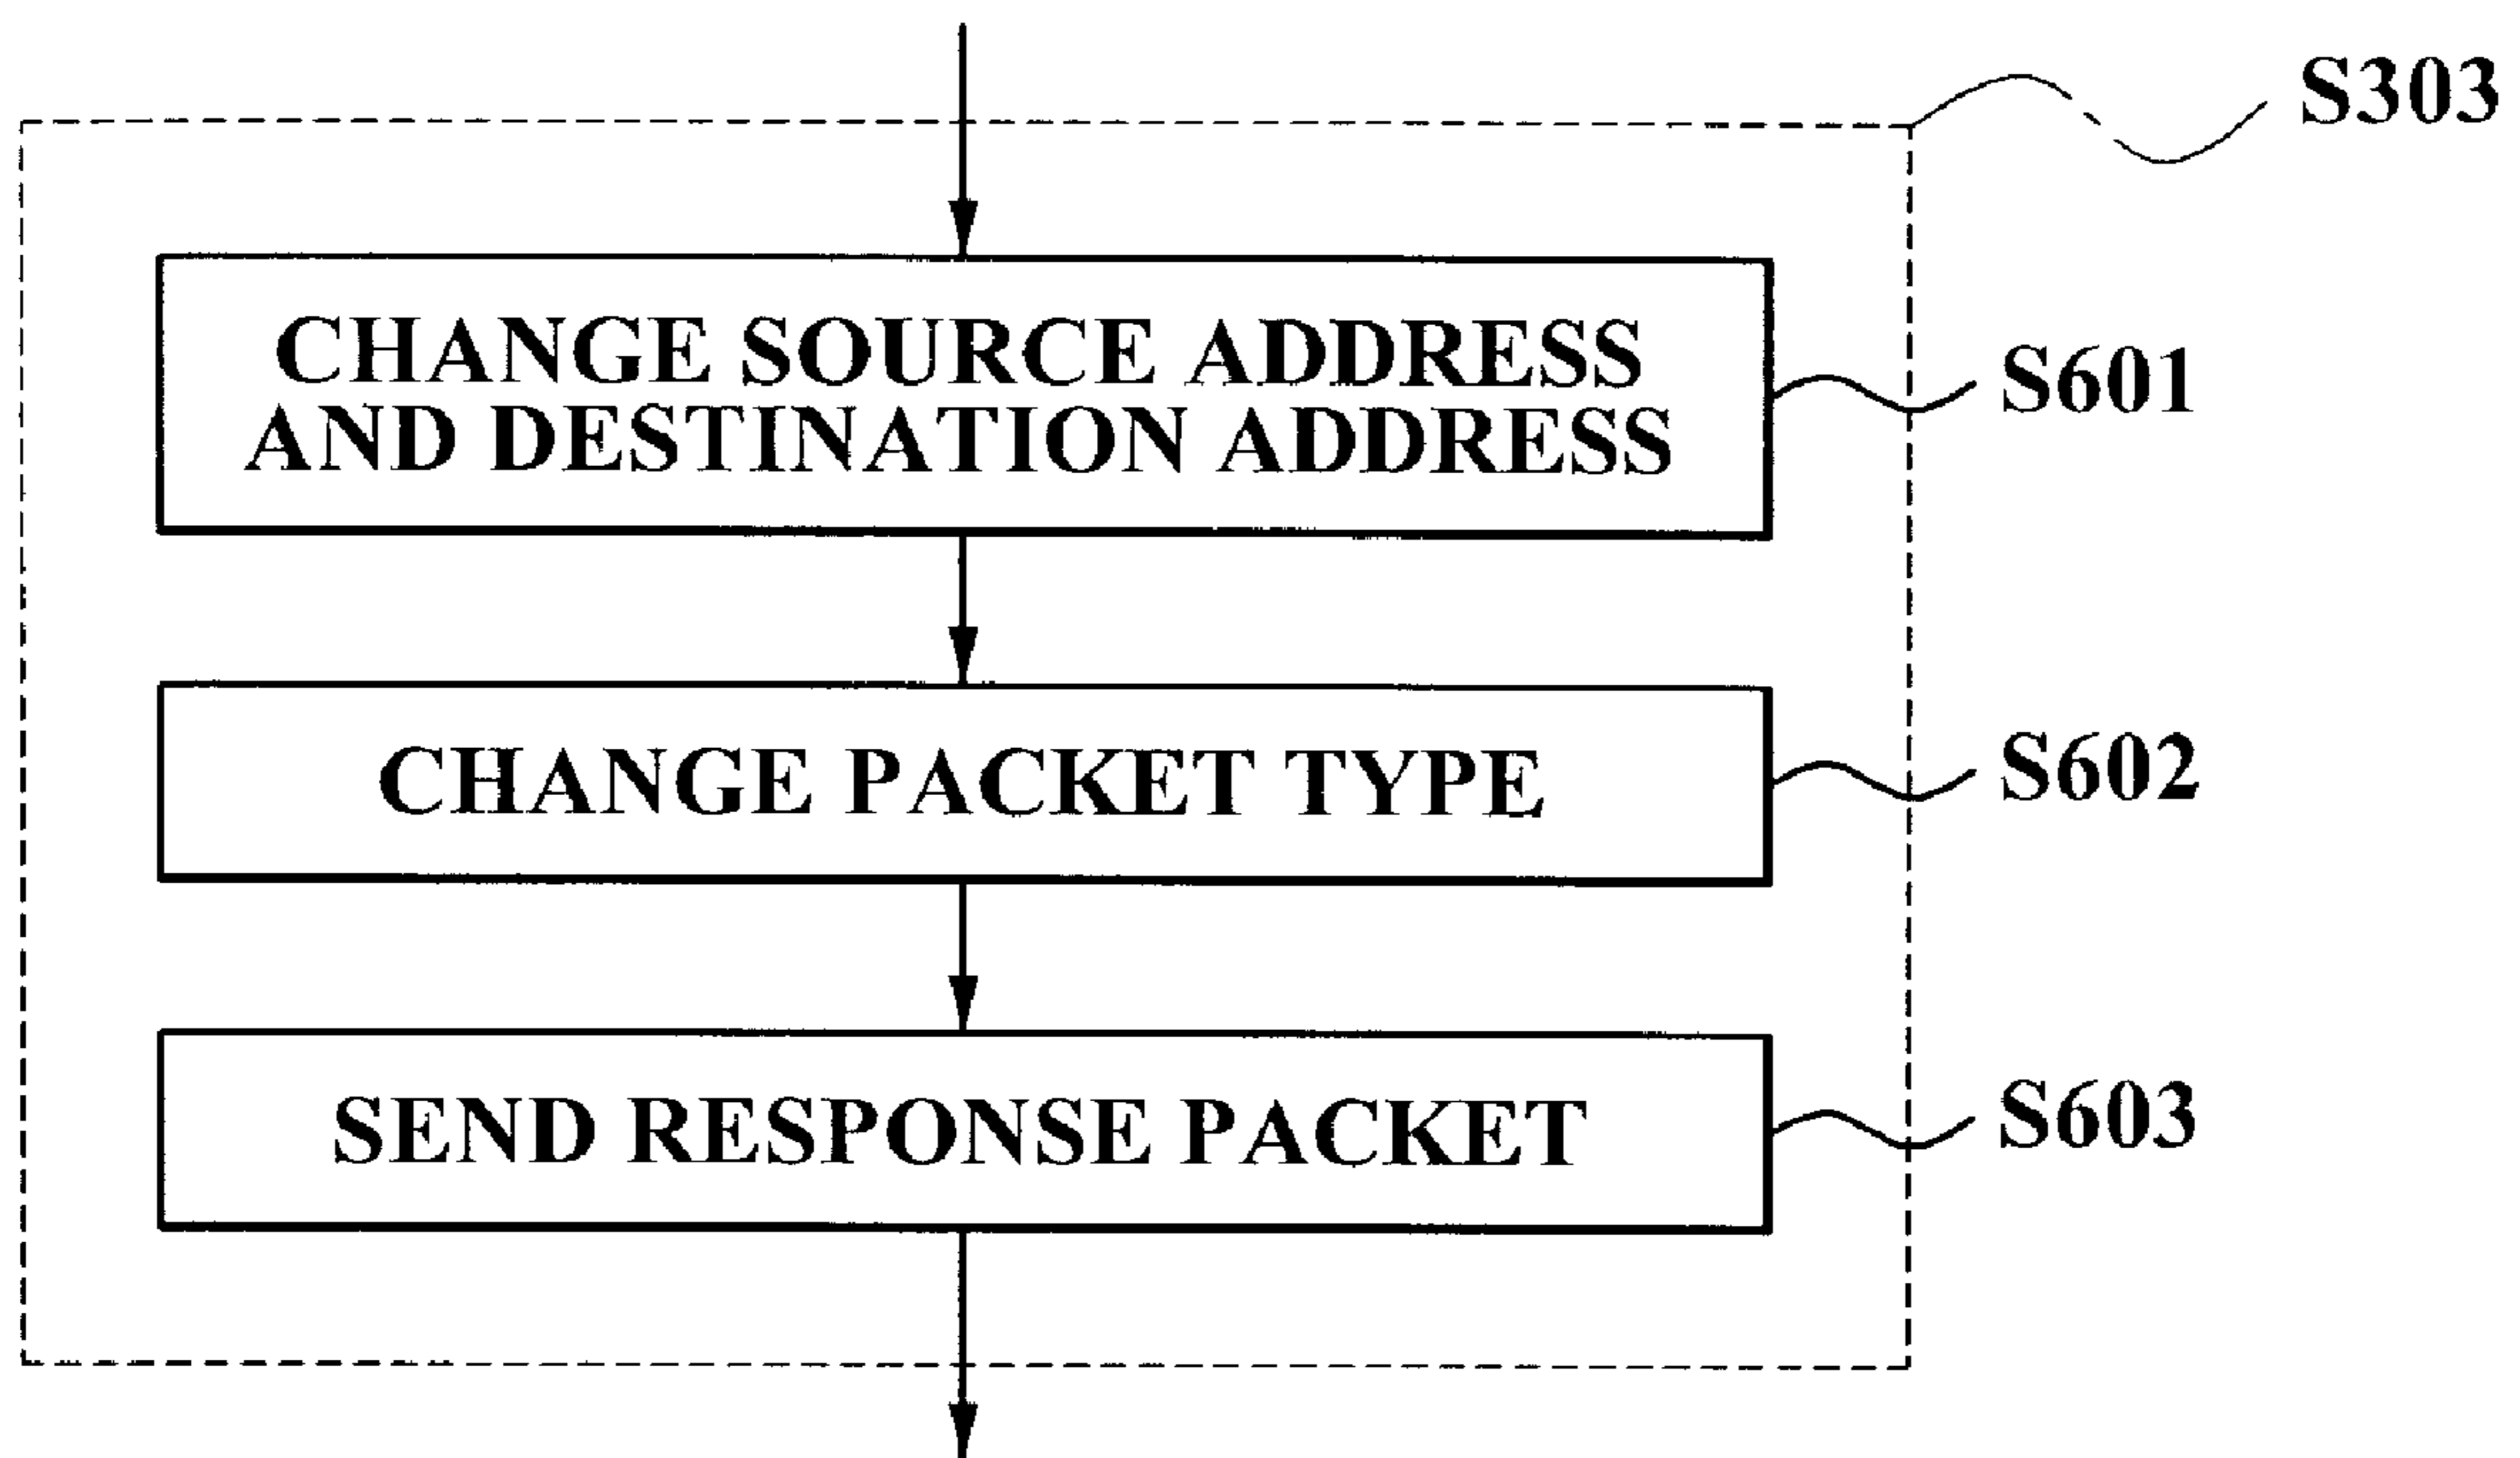 S303
CHANGE SOURCE ADDRESS
AND DESTINATION ADDRESS
S601
CHANGE PACKET TYPE
S602
SEND RESPONSE PACKET
S603